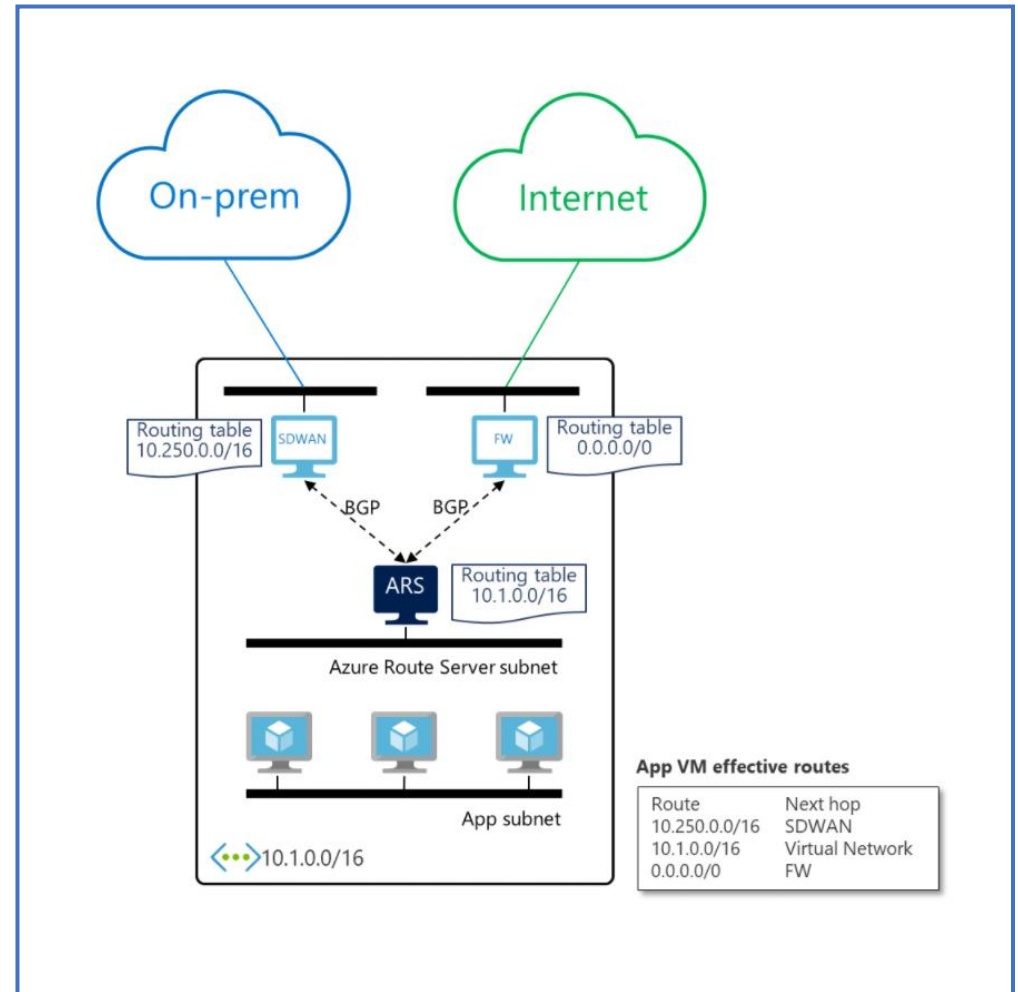 On-prem
Internet
Routing table
10.250.0.0/16
SDWAN
FW
Routing table
0.0.0.0/0
BGP
BGP
ARS
Routing table
10.1.0.0/16
Azure Route Server subnet
App subnet
10.1.0.0/16
App VM effective routes
Route Next hop
10.250.0.0/16 SDWAN
10.1.0.0/16 Virtual Network
0.0.0.0/0 FW